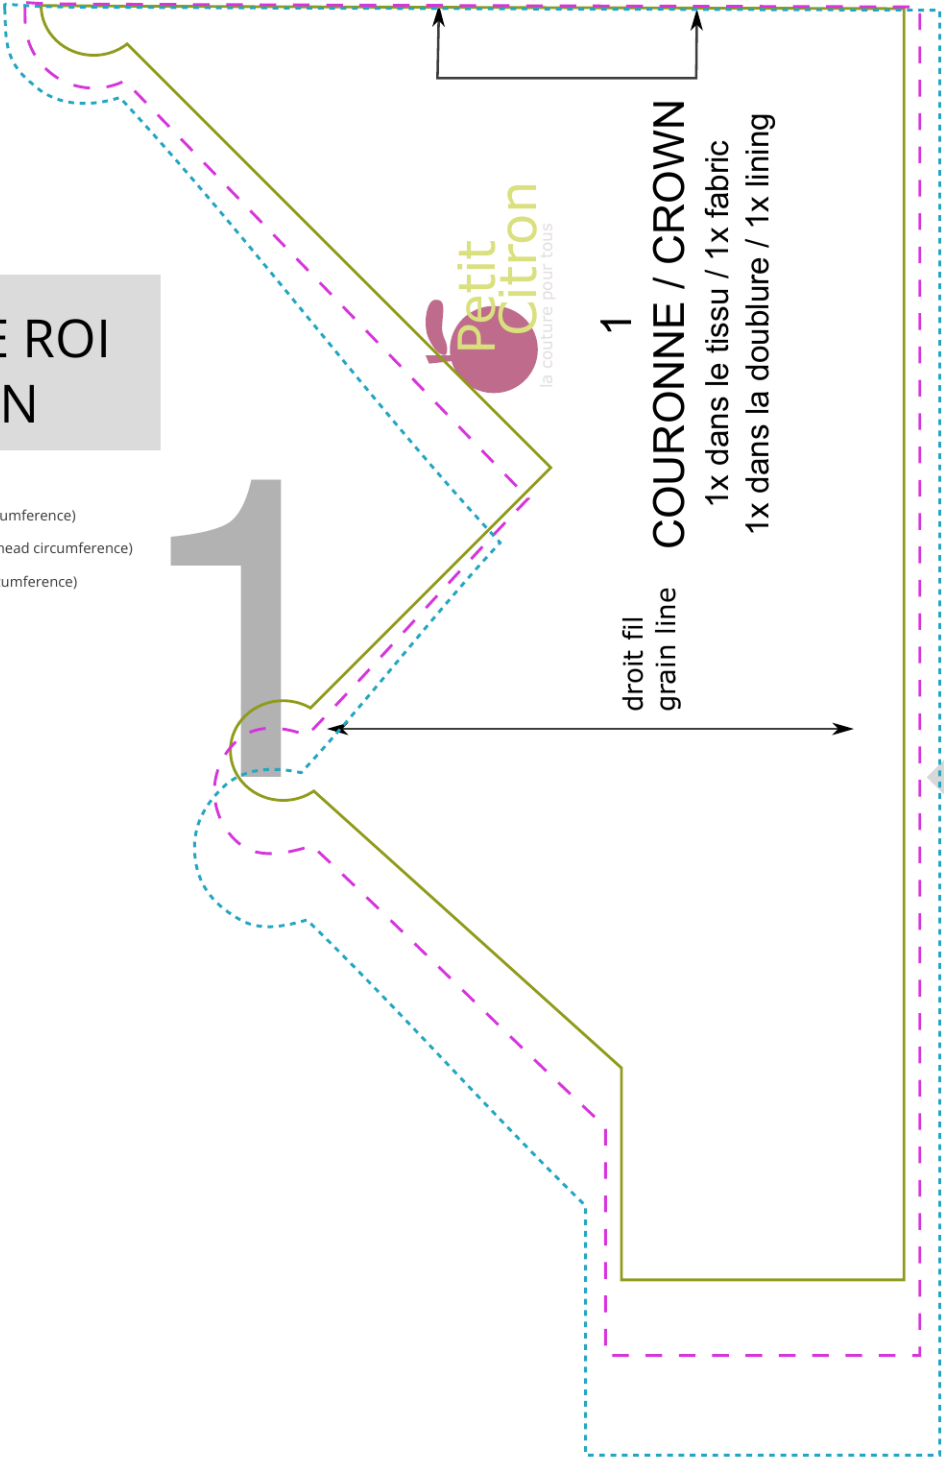 E ROI
N
umference)
head circumference)
cumference)
1
Petit
Citron
la couture pour tous
1
COURONNE / CROWN
1x dans le tissu / 1x fabric
1x dans la doublure / 1x lining
droit fil
grain line